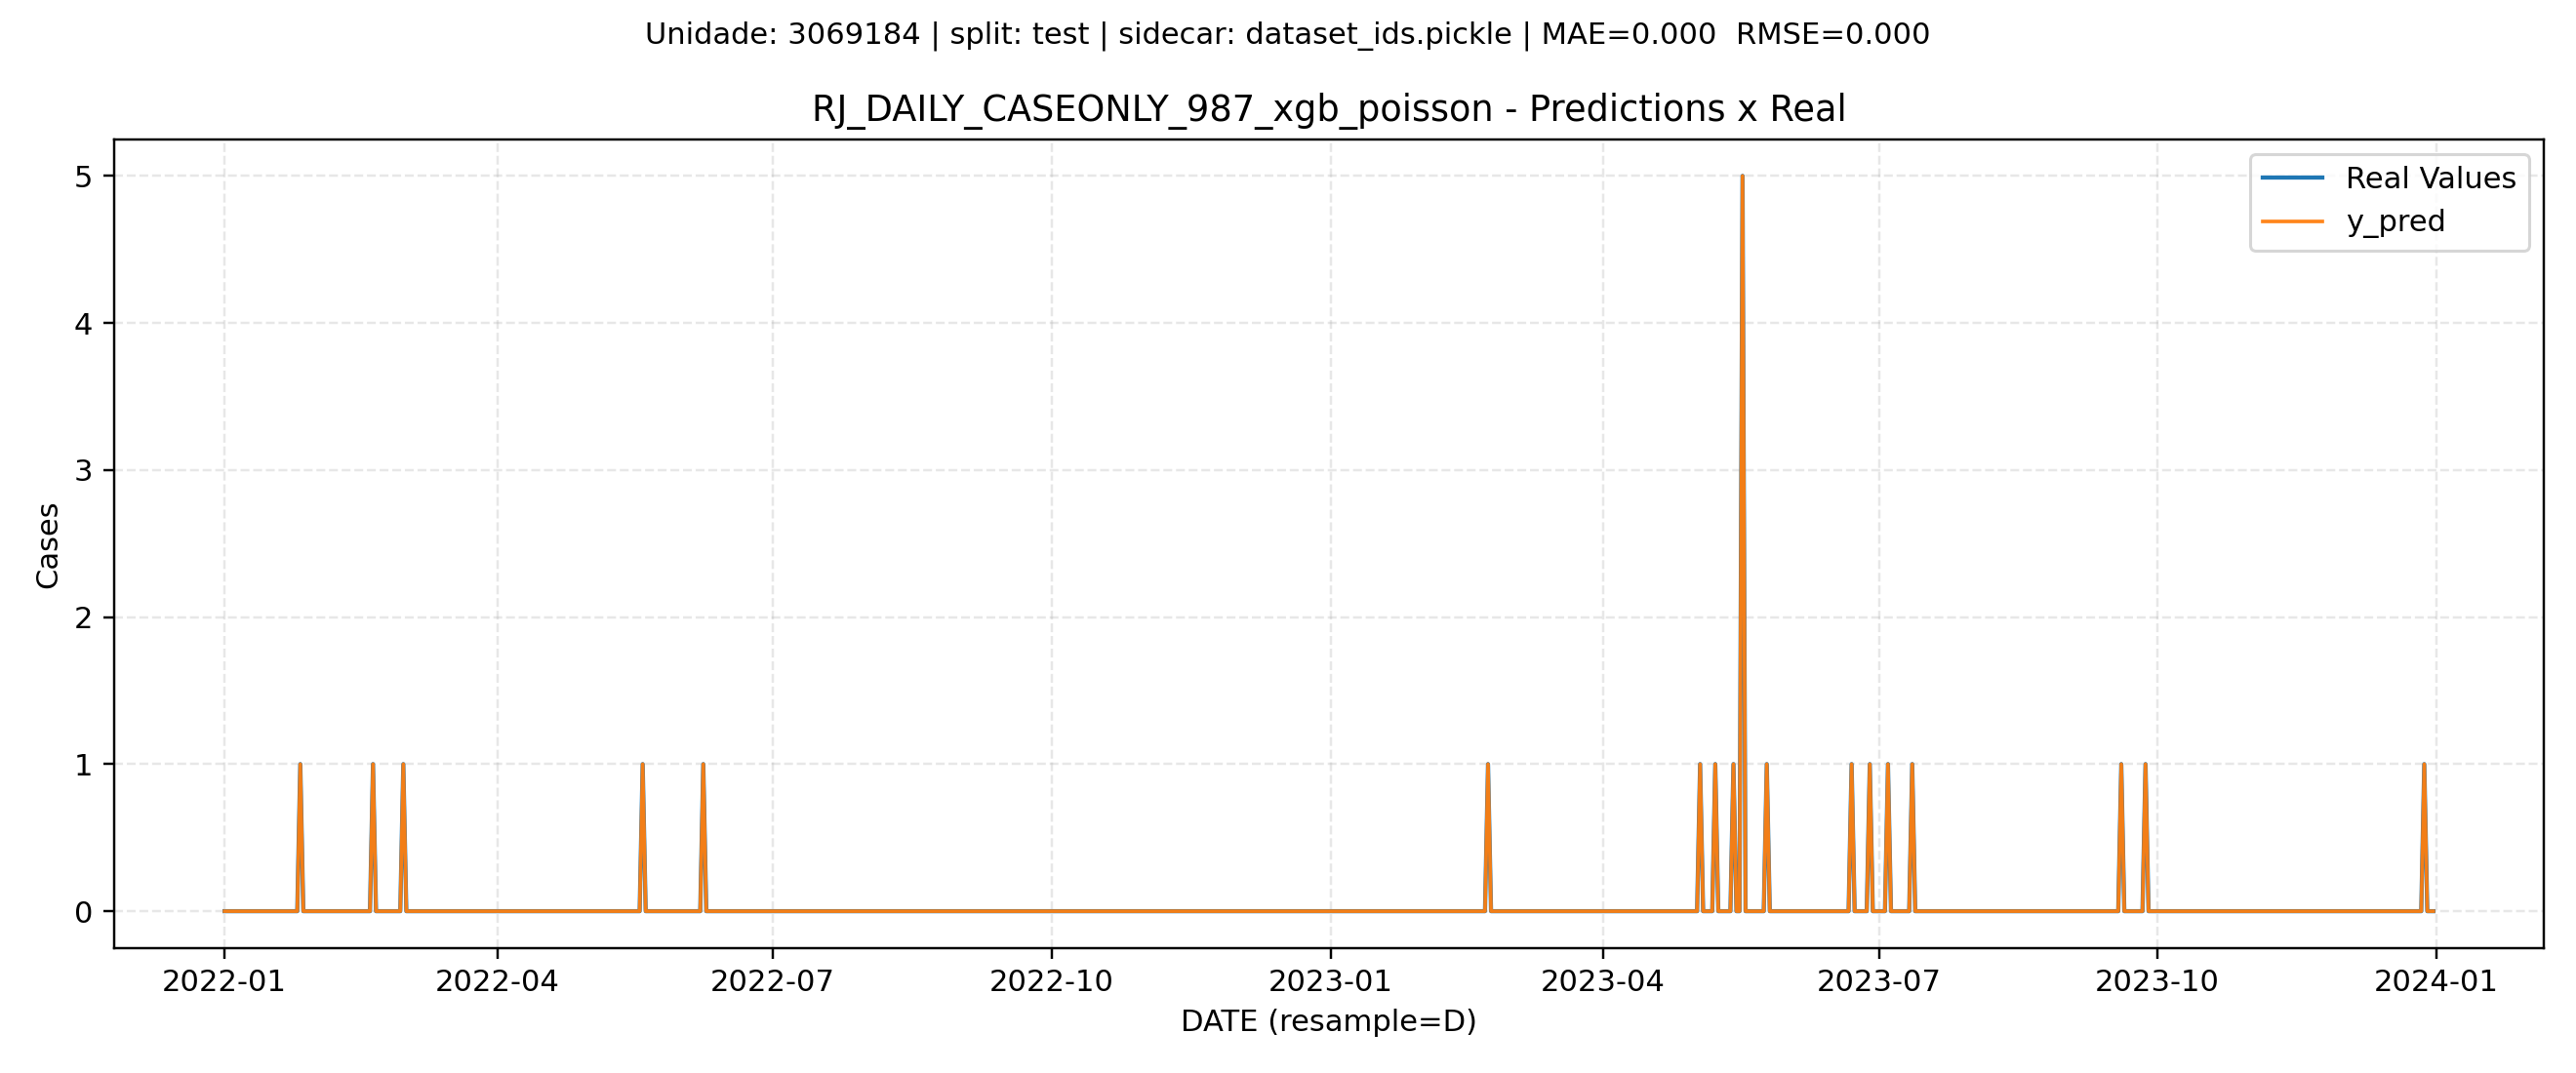 Unidade: 3069184 | split: test | sidecar: dataset_ids.pickle | MAE=0.000  RMSE=0.000
RJ_DAILY_CASEONLY_987_xgb_poisson - Predictions x Real
Real Values
y_pred
5
4
3
2
1
0
Cases
2022-01 2022-04 2022-07 2022-10 2023-01 2023-04 2023-07 2023-10 2024-01
DATE (resample=D)